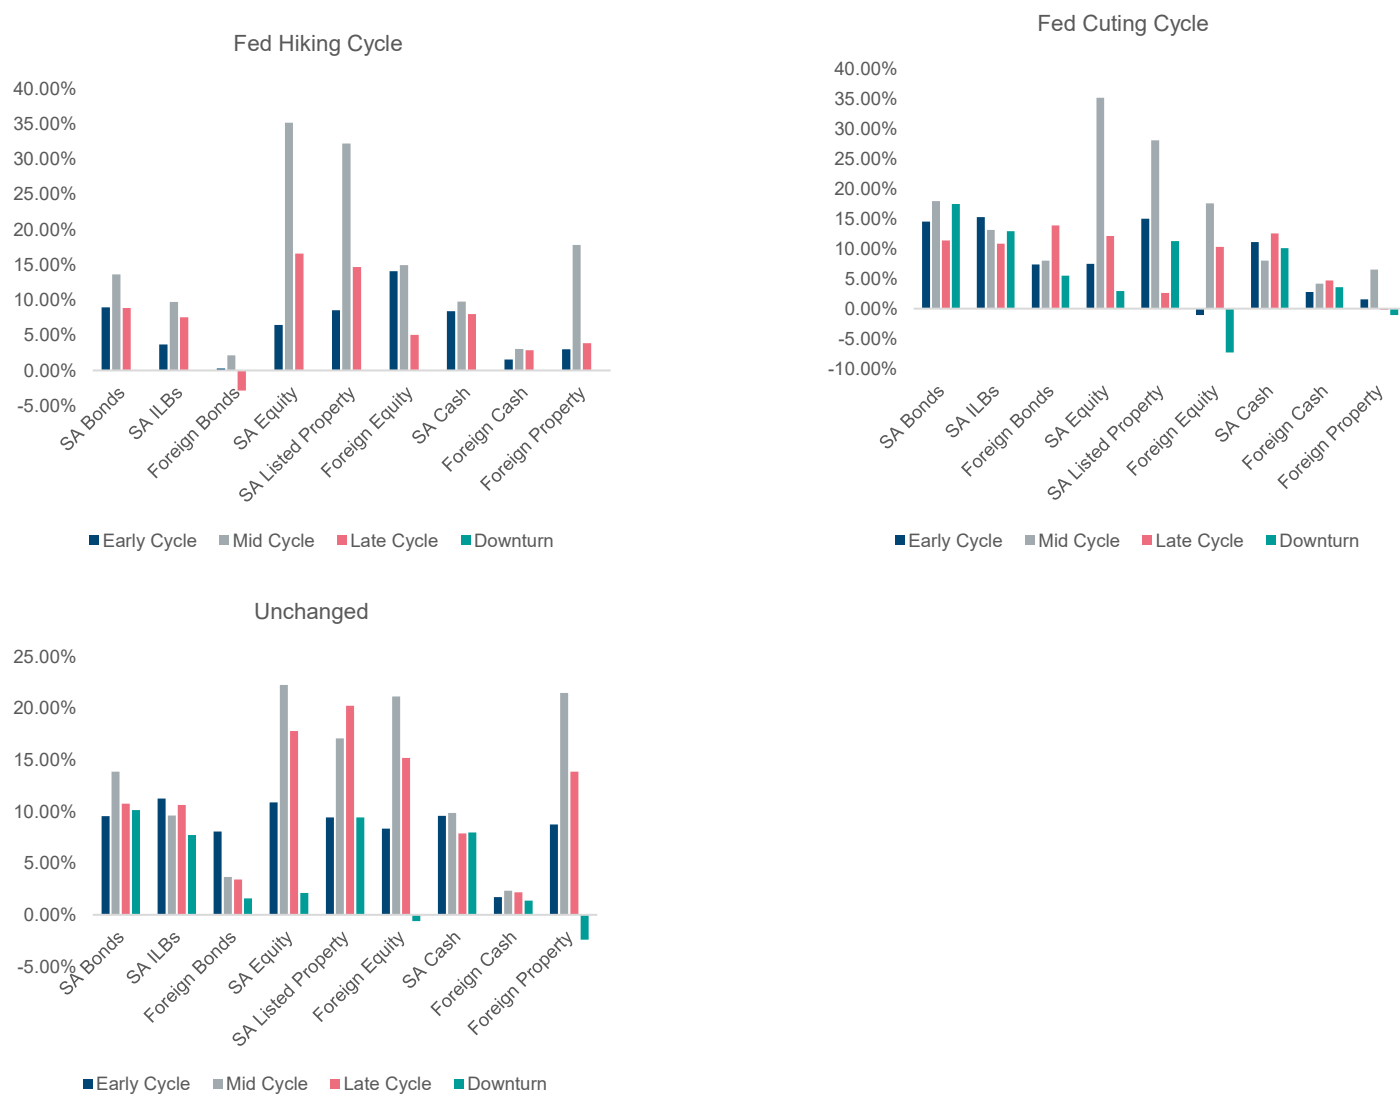 Fed Hiking Cycle
40.00%
35.00%
30.00%
25.00%
20.00%
15.00%
10.00%
5.00%
0.00%
-5.00%
SA Bonds
SA ILBs
Foreign Bonds
SA Equity
SA Listed Property
Foreign Equity
SA Cash
Foreign Cash
Foreign Property
Early Cycle Mid Cycle Late Cycle Downturn
Fed Cuting Cycle
40.00%
35.00%
30.00%
25.00%
20.00%
15.00%
10.00%
5.00%
0.00%
-5.00%
-10.00%
SA Bonds
SA ILBs
Foreign Bonds
SA Equity
SA Listed Property
Foreign Equity
SA Cash
Foreign Cash
Foreign Property
Early Cycle Mid Cycle Late Cycle Downturn
Unchanged
25.00%
20.00%
15.00%
10.00%
5.00%
0.00%
-5.00%
SA Bonds
SA ILBs
Foreign Bonds
SA Equity
SA Listed Property
Foreign Equity
SA Cash
Foreign Cash
Foreign Property
Early Cycle Mid Cycle Late Cycle Downturn